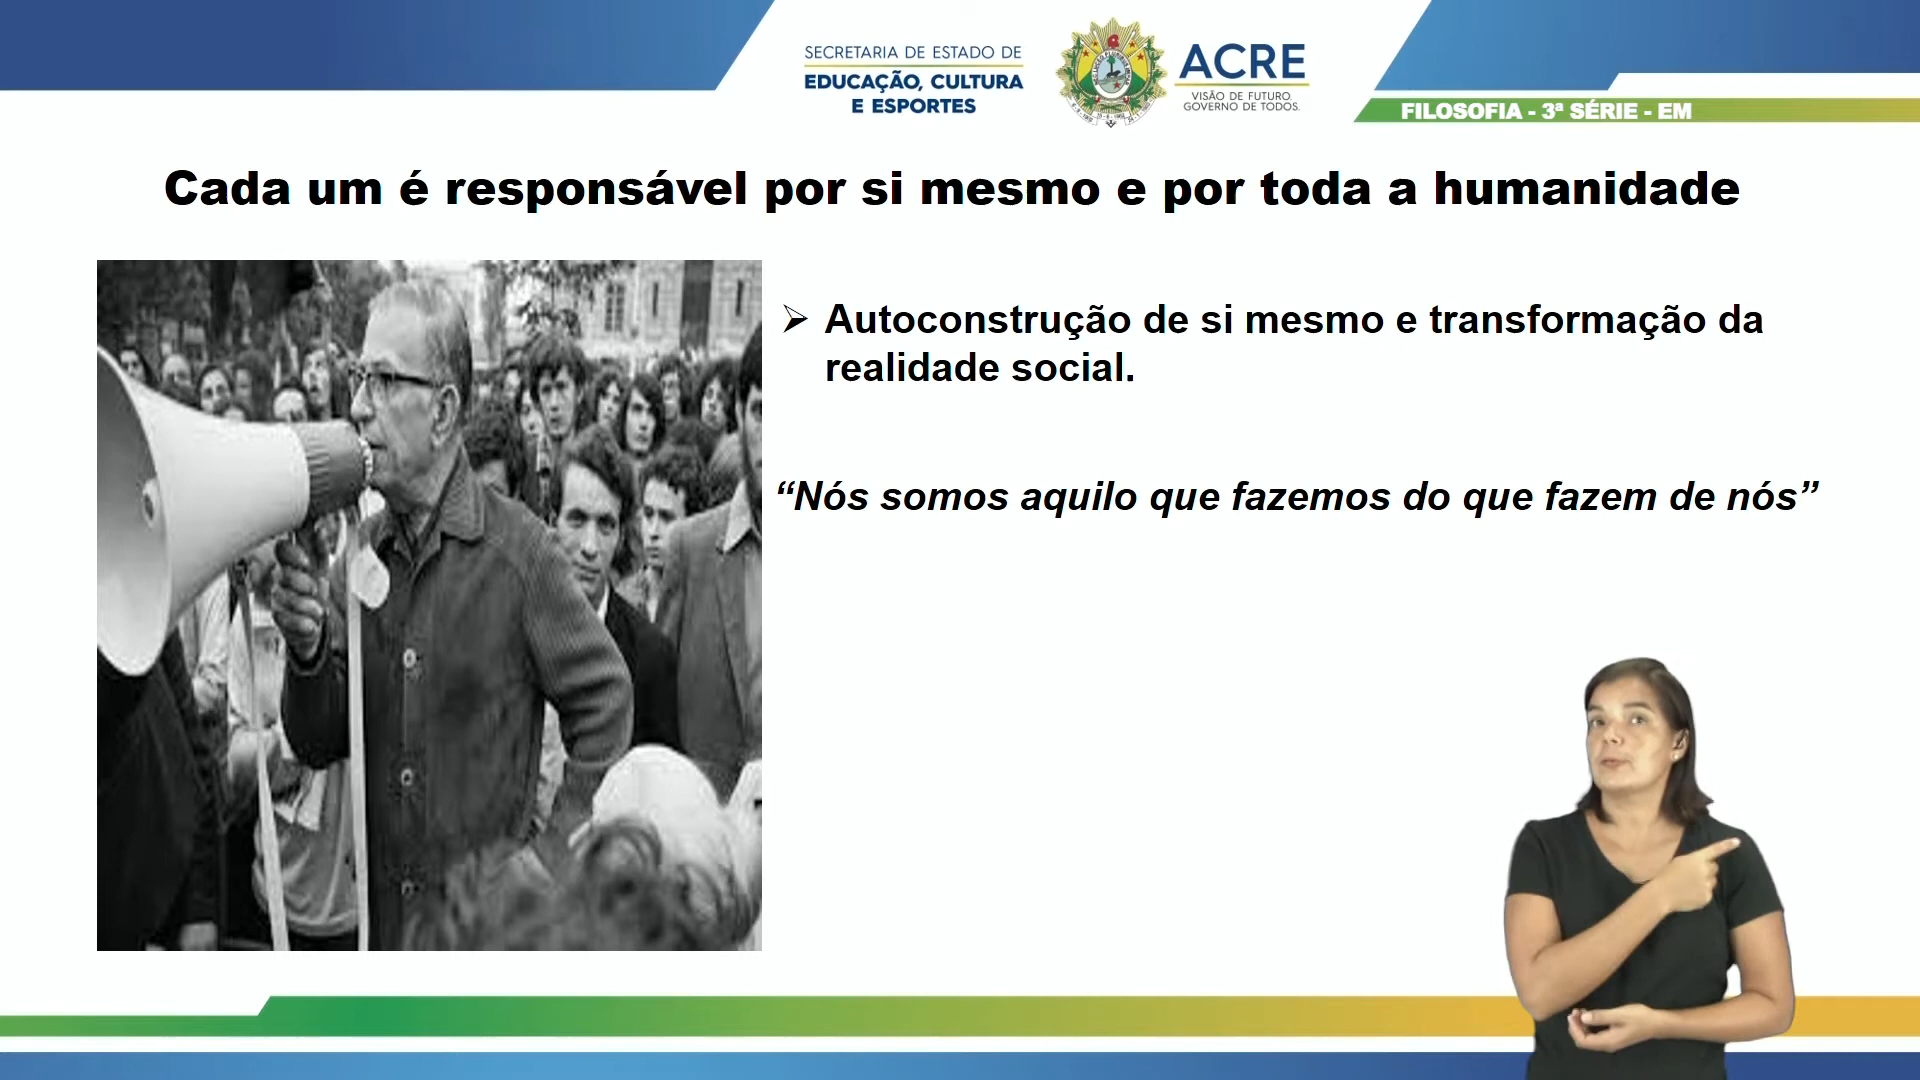 SECRETARIA DE ESTADO DE
EDUCAÇÃO, CULTURA
E ESPORTES
ACRE
VISÃO DE FUTURO.
GOVERNO DE TODOS.
FILOSOFIA - 3ª SÉRIE - EM
Cada um é responsável por si mesmo e por toda a humanidade
➢ Autoconstrução de si mesmo e transformação da
realidade social.
“Nós somos aquilo que fazemos do que fazem de nós”